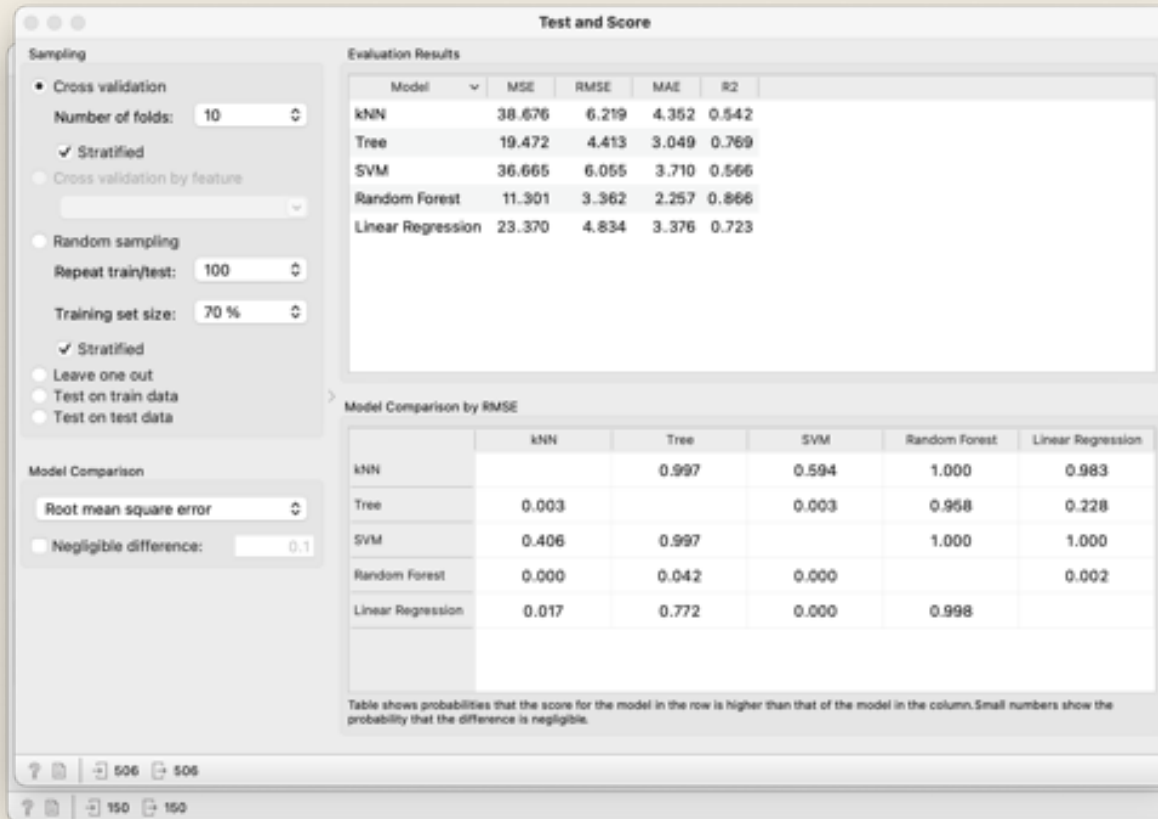 Test and Score
Sampling
Cross validation
Number of folds: 10
Stratified
Cross validation by feature
Random sampling
Repeat train/test: 100
Training set size: 70 %
Stratified
Leave one out
Test on train data
Test on test data
Model Comparison
Root mean square error
Negligible difference: 0.1
Evaluation Results
Model MSE RMSE MAE R2
kNN 38.676 6.219 4.352 0.542
Tree 19.472 4.413 3.049 0.769
SVM 36.665 6.055 3.710 0.566
Random Forest 11.301 3.362 2.257 0.866
Linear Regression 23.370 4.834 3.376 0.723
Model Comparison by RMSE
kNN Tree SVM Random Forest Linear Regression
kNN 0.997 0.594 1.000 0.983
Tree 0.003 0.003 0.958 0.228
SVM 0.406 0.997 1.000 1.000
Random Forest 0.000 0.042 0.000 0.002
Linear Regression 0.017 0.772 0.000 0.998
Table shows probabilities that the score for the model in the row is higher than that of the model in the column.Small numbers show the
probability that the difference is negligible.
? 506 506
? 150 150